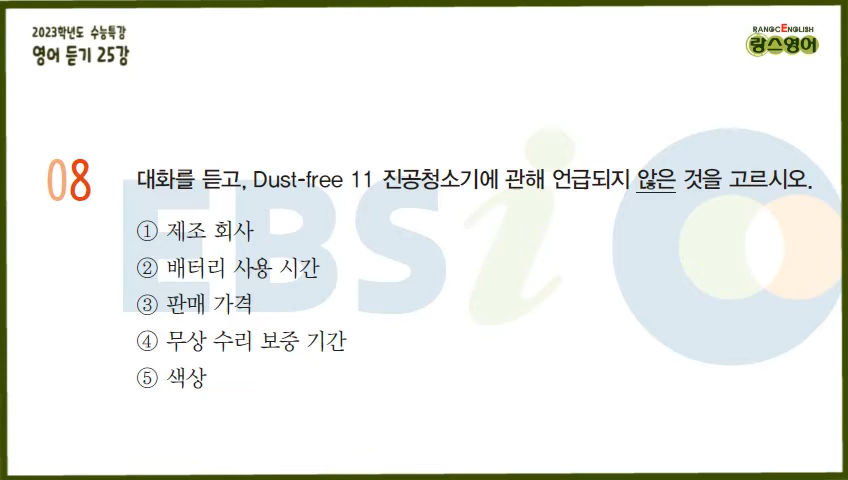 2023학년도 수능특강
영어 듣기 25강
RANGCENGLISH
랑스영어
08
대화를 듣고, Dust-free 11 진공청소기에 관해 언급되지 않은 것을 고르시오.
① 제조 회사
② 배터리 사용 시간
③ 판매 가격
④ 무상 수리 보증 기간
⑤ 색상
EBSi